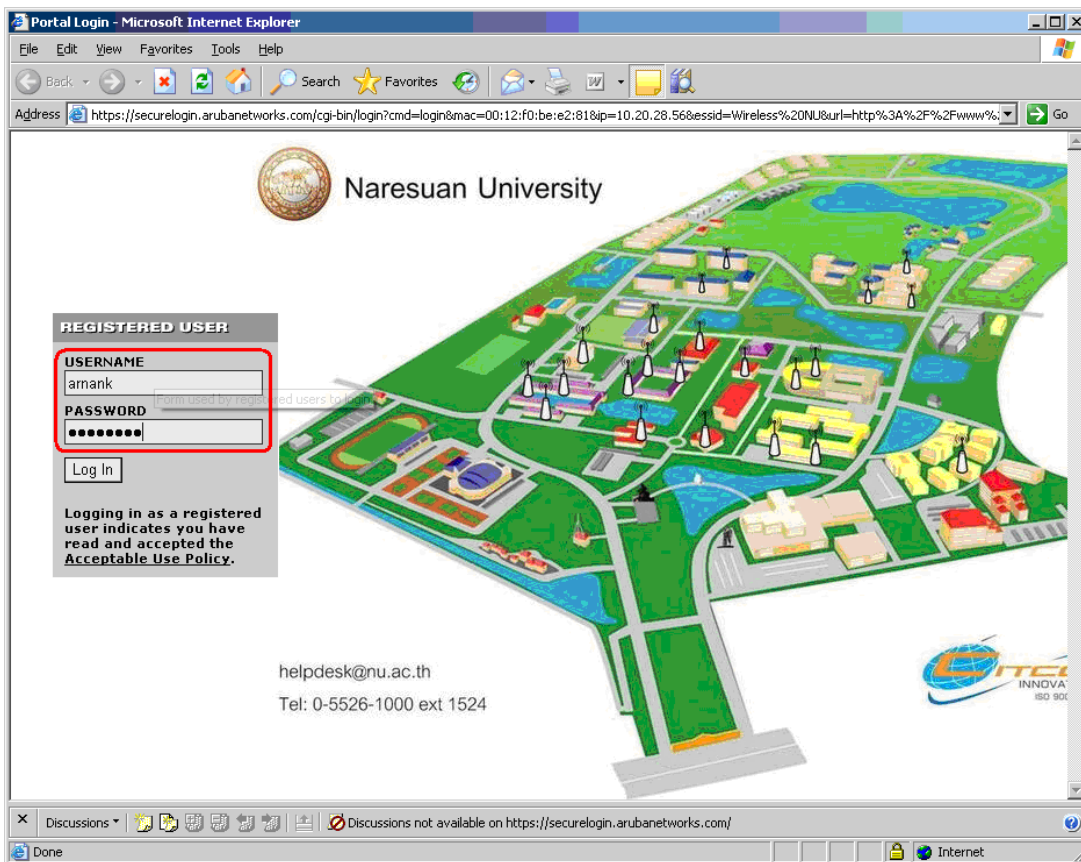 Portal Login - Microsoft Internet Explorer
File Edit View Favorites Tools Help
Back Search Favorites
Address https://securelogin.arubanetworks.com/cgi-bin/login?cmd=login&mac=00:12:f0:be:e2:81&ip=10.20.28.56&essid=Wireless%20NU&url=http%3A%2F%2Fwww% Go
Naresuan University
REGISTERED USER
USERNAME
arnank
Form used by registered users to login
PASSWORD
Log In
Logging in as a registered
user indicates you have
read and accepted the
Acceptable Use Policy.
helpdesk@nu.ac.th
Tel: 0-5526-1000 ext 1524
CITCO
INNOVA
ISO 900
Discussions Discussions not available on https://securelogin.arubanetworks.com/
Done Internet